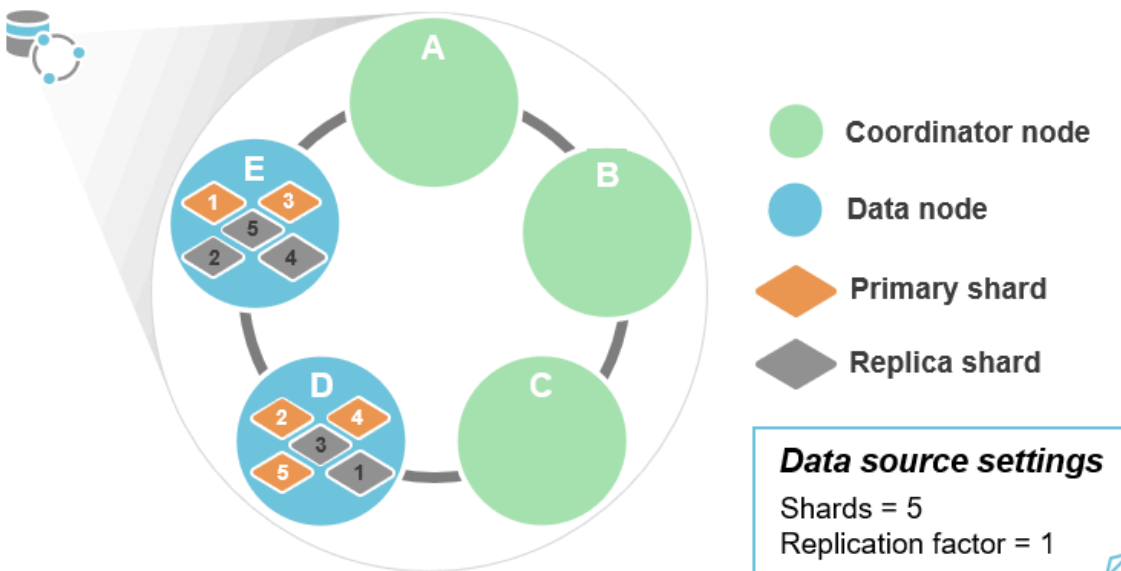 A
B
C
D
2
4
3
5
1
E
1
3
5
2
4
Coordinator node
Data node
Primary shard
Replica shard
Data source settings
Shards = 5
Replication factor = 1